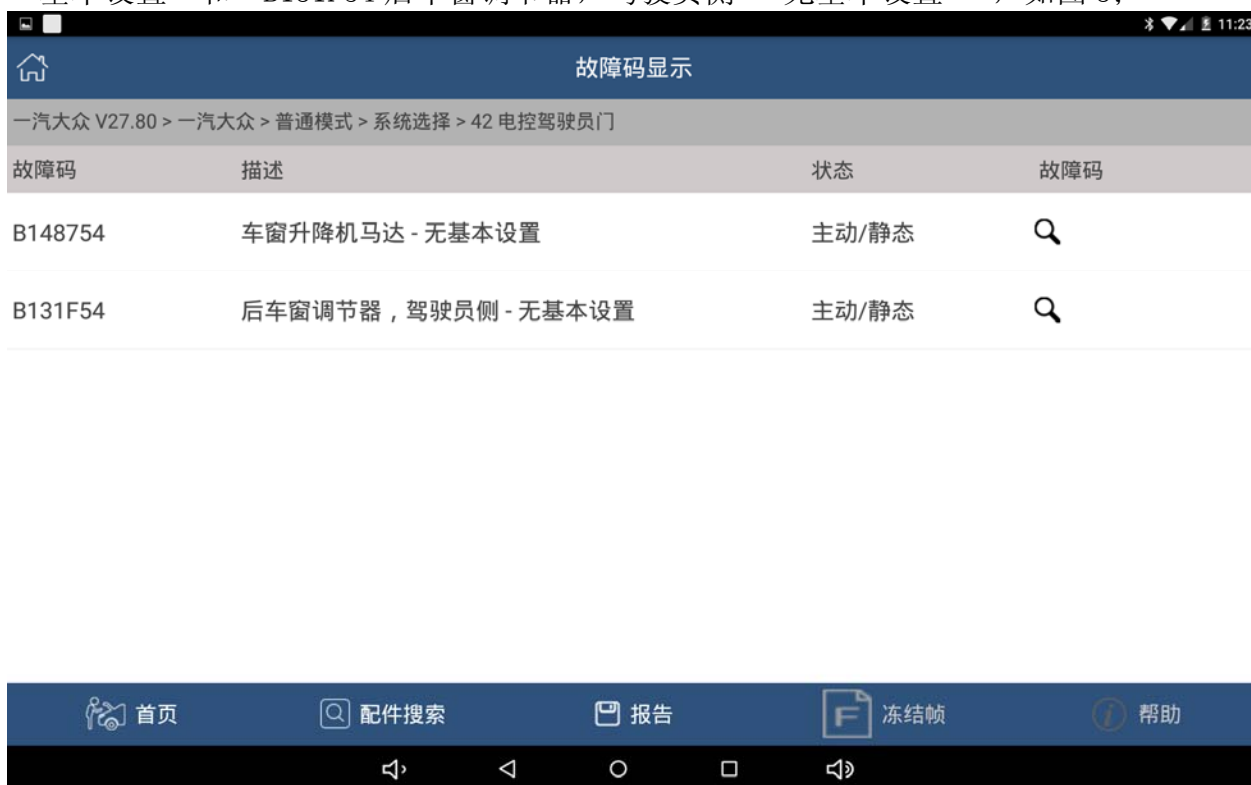 11:23
故障码显示
一汽大众 V27.80 > 一汽大众 > 普通模式 > 系统选择 > 42 电控驾驶员门
故障码 描述 状态 故障码
B148754 车窗升降机马达 - 无基本设置 主动/静态
B131F54 后车窗调节器，驾驶员侧 - 无基本设置 主动/静态
首页 配件搜索 报告 F 冻结帧 i 帮助